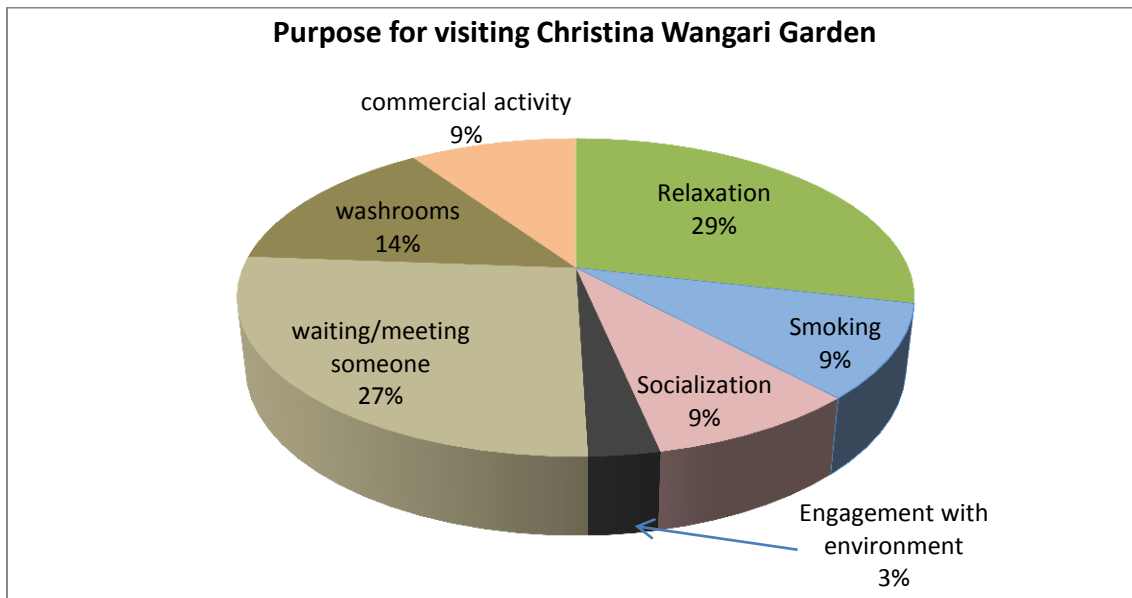 Purpose for visiting Christina Wangari Garden
commercial activity
9%
Relaxation
29%
washrooms
14%
Smoking
9%
waiting/meeting
someone
27%
Socialization
9%
Engagement with
environment
3%